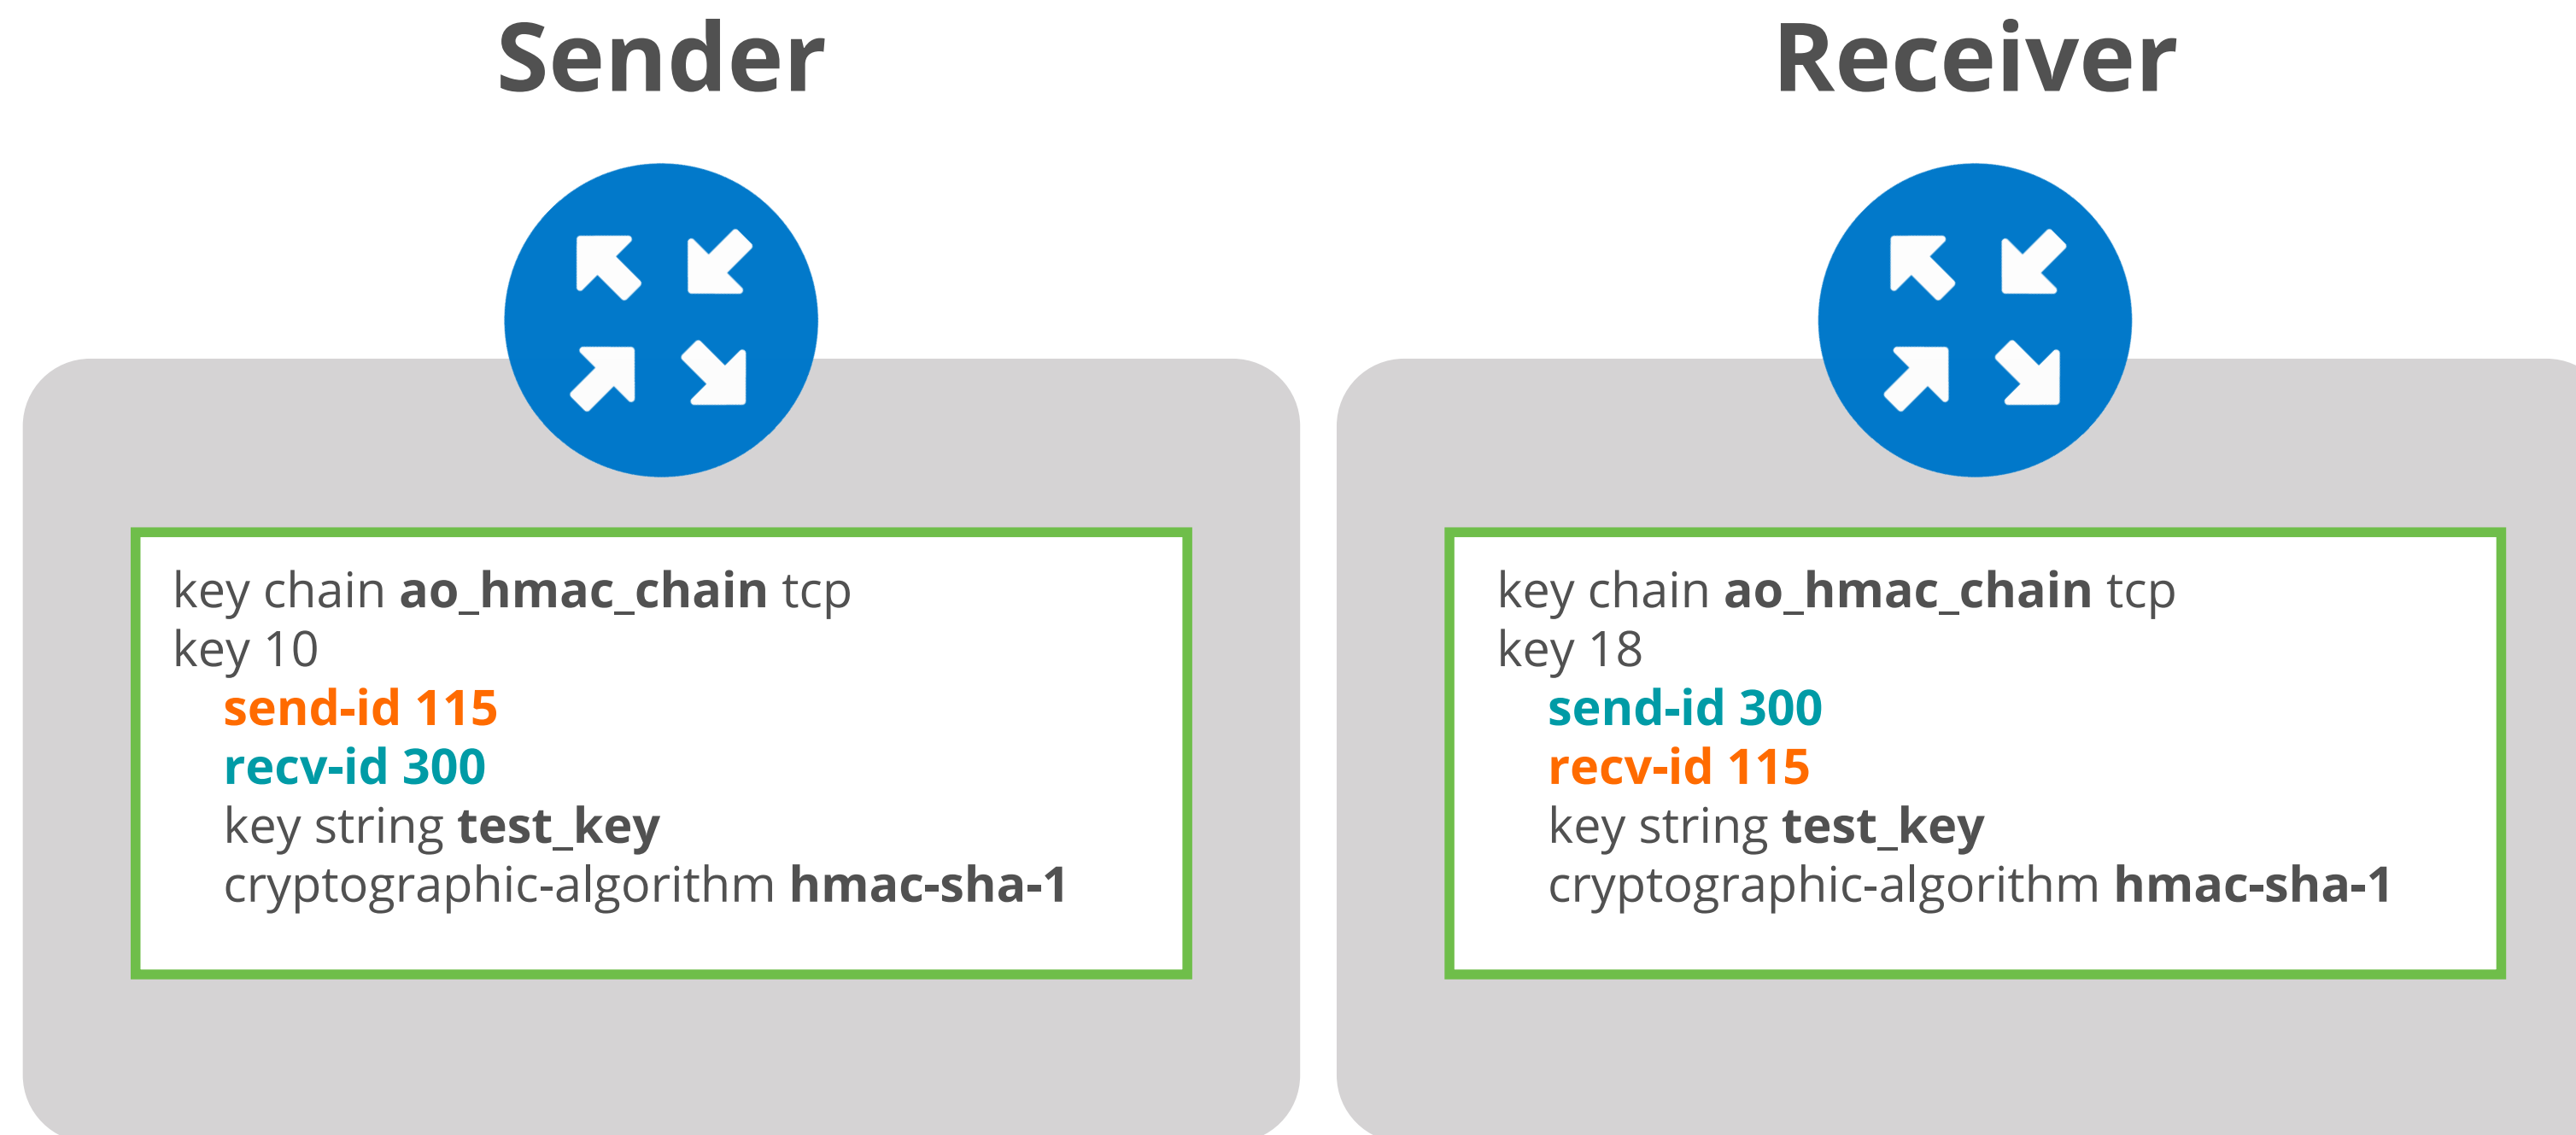 Sender
key chain ao_hmac_chain tcp
key 10
send-id 115
recv-id 300
key string test_key
cryptographic-algorithm hmac-sha-1
Receiver
key chain ao_hmac_chain tcp
key 18
send-id 300
recv-id 115
key string test_key
cryptographic-algorithm hmac-sha-1